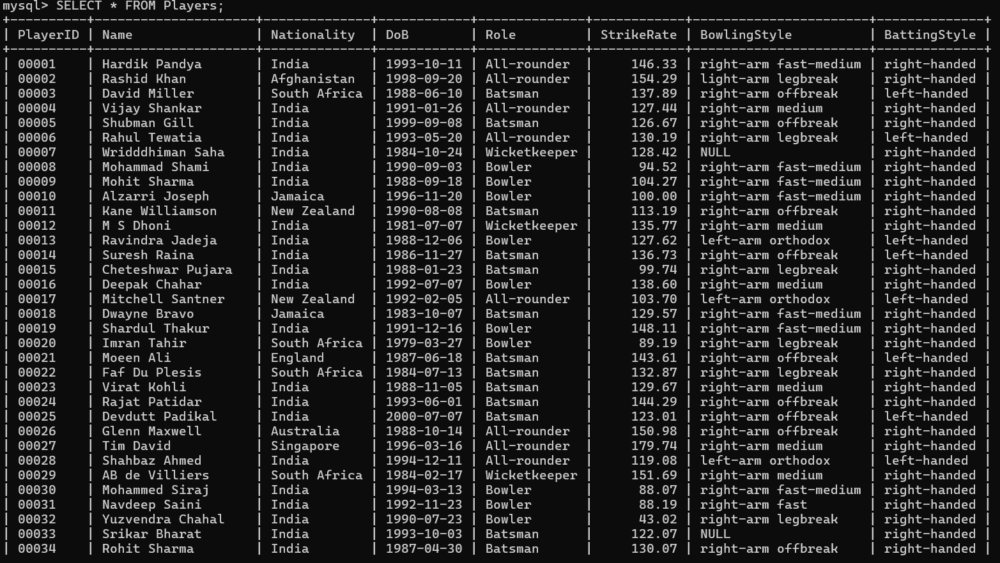 mysql> SELECT * FROM Players;
+----------+---------------------+--------------+------------+--------------+------------+-----------------------+--------------+
| PlayerID | Name                | Nationality  | DoB        | Role         | StrikeRate | BowlingStyle          | BattingStyle |
+----------+---------------------+--------------+------------+--------------+------------+-----------------------+--------------+
| 00001    | Hardik Pandya       | India        | 1993-10-11 | All-rounder  |     146.33 | right-arm fast-medium | right-handed |
| 00002    | Rashid Khan         | Afghanistan  | 1998-09-20 | All-rounder  |     154.29 | light-arm legbreak    | right-handed |
| 00003    | David Miller        | South Africa | 1988-06-10 | Batsman      |     137.89 | right-arm offbreak    | left-handed  |
| 00004    | Vijay Shankar       | India        | 1991-01-26 | All-rounder  |     127.44 | right-arm medium      | right-handed |
| 00005    | Shubman Gill        | India        | 1999-09-08 | Batsman      |     126.67 | right-arm offbreak    | right-handed |
| 00006    | Rahul Tewatia       | India        | 1993-05-20 | All-rounder  |     130.19 | right-arm legbreak    | left-handed  |
| 00007    | Wridddhiman Saha    | India        | 1984-10-24 | Wicketkeeper |     128.42 | NULL                  | right-handed |
| 00008    | Mohammad Shami      | India        | 1990-09-03 | Bowler       |      94.52 | right-arm fast-medium | right-handed |
| 00009    | Mohit Sharma        | India        | 1988-09-18 | Bowler       |     104.27 | right-arm fast-medium | right-handed |
| 00010    | Alzarri Joseph      | Jamaica      | 1996-11-20 | Bowler       |     100.00 | right-arm fast-medium | right-handed |
| 00011    | Kane Williamson     | New Zealand  | 1990-08-08 | Batsman      |     113.19 | right-arm offbreak    | right-handed |
| 00012    | M S Dhoni           | India        | 1981-07-07 | Wicketkeeper |     135.77 | right-arm medium      | right-handed |
| 00013    | Ravindra Jadeja     | India        | 1988-12-06 | Bowler       |     127.62 | left-arm orthodox     | left-handed  |
| 00014    | Suresh Raina        | India        | 1986-11-27 | Batsman      |     136.73 | right-arm offbreak    | left-handed  |
| 00015    | Cheteshwar Pujara   | India        | 1988-01-23 | Batsman      |      99.74 | right-arm legbreak    | right-handed |
| 00016    | Deepak Chahar       | India        | 1992-07-07 | Bowler       |     138.60 | right-arm medium      | right-handed |
| 00017    | Mitchell Santner    | New Zealand  | 1992-02-05 | All-rounder  |     103.70 | left-arm orthodox     | left-handed  |
| 00018    | Dwayne Bravo        | Jamaica      | 1983-10-07 | Batsman      |     129.57 | right-arm fast-medium | right-handed |
| 00019    | Shardul Thakur      | India        | 1991-12-16 | Bowler       |     148.11 | right-arm fast-medium | right-handed |
| 00020    | Imran Tahir         | South Africa | 1979-03-27 | Bowler       |      89.19 | right-arm legbreak    | right-handed |
| 00021    | Moeen Ali           | England      | 1987-06-18 | Batsman      |     143.61 | right-arm offbreak    | left-handed  |
| 00022    | Faf Du Plesis       | South Africa | 1984-07-13 | Batsman      |     132.87 | right-arm legbreak    | right-handed |
| 00023    | Virat Kohli         | India        | 1988-11-05 | Batsman      |     129.67 | right-arm medium      | right-handed |
| 00024    | Rajat Patidar       | India        | 1993-06-01 | Batsman      |     144.29 | right-arm offbreak    | right-handed |
| 00025    | Devdutt Padikal     | India        | 2000-07-07 | Batsman      |     123.01 | right-arm offbreak    | left-handed  |
| 00026    | Glenn Maxwell       | Australia    | 1988-10-14 | All-rounder  |     150.98 | right-arm offbreak    | right-handed |
| 00027    | Tim David           | Singapore    | 1996-03-16 | All-rounder  |     179.74 | right-arm medium      | right-handed |
| 00028    | Shahbaz Ahmed       | India        | 1994-12-11 | All-rounder  |     119.08 | left-arm orthodox     | left-handed  |
| 00029    | AB de Villiers      | South Africa | 1984-02-17 | Wicketkeeper |     151.69 | right-arm medium      | right-handed |
| 00030    | Mohammed Siraj      | India        | 1994-03-13 | Bowler       |      88.07 | right-arm fast-medium | right-handed |
| 00031    | Navdeep Saini       | India        | 1992-11-23 | Bowler       |      88.19 | right-arm fast        | right-handed |
| 00032    | Yuzvendra Chahal    | India        | 1990-07-23 | Bowler       |      43.02 | right-arm legbreak    | right-handed |
| 00033    | Srikar Bharat       | India        | 1993-10-03 | Batsman      |     122.07 | NULL                  | right-handed |
| 00034    | Rohit Sharma        | India        | 1987-04-30 | Batsman      |     130.07 | right-arm offbreak    | right-handed |